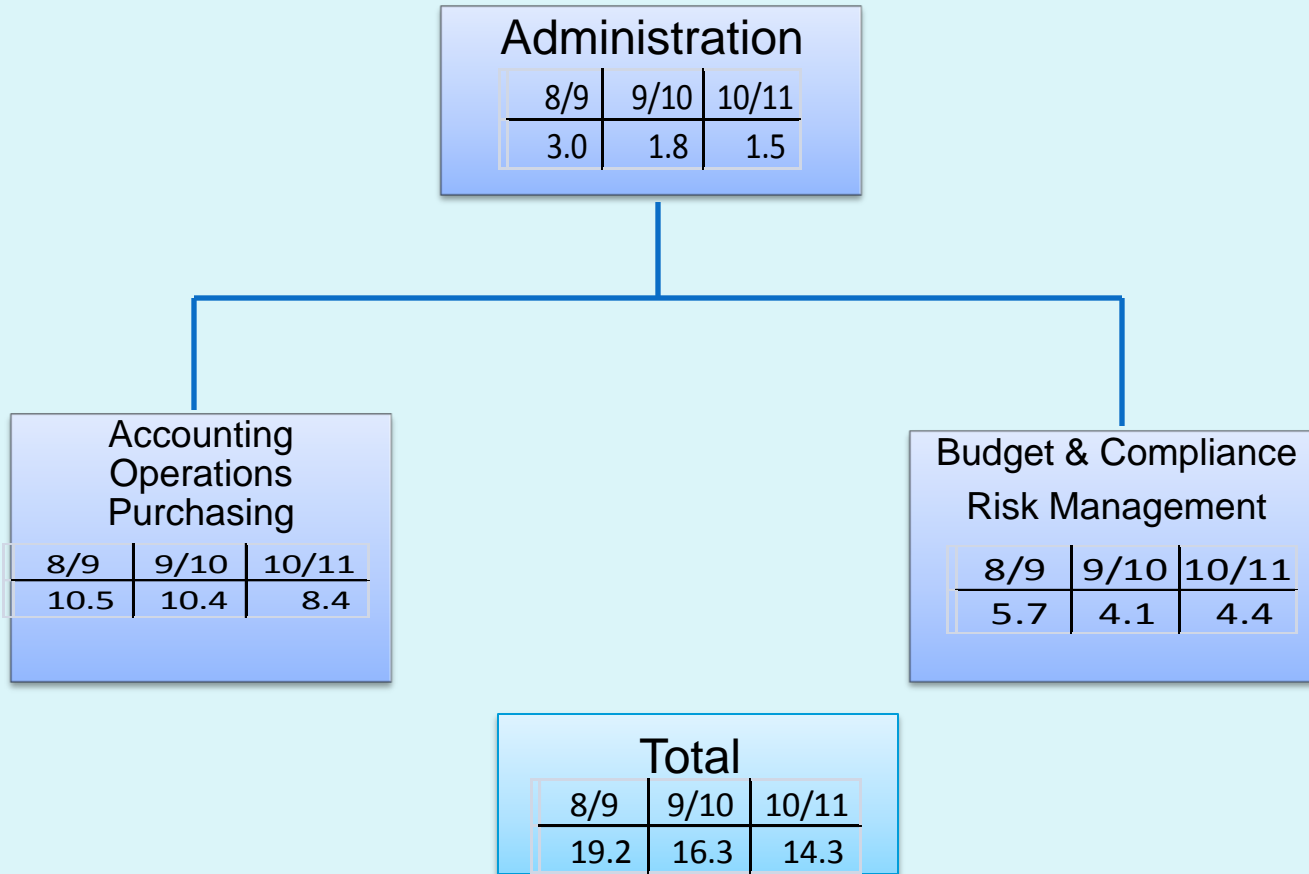 Administration
8/9 9/10 10/11
3.0 1.8 1.5
Accounting
Operations
Purchasing
8/9 9/10 10/11
10.5 10.4 8.4
Budget & Compliance
Risk Management
8/9 9/10 10/11
5.7 4.1 4.4
Total
8/9 9/10 10/11
19.2 16.3 14.3